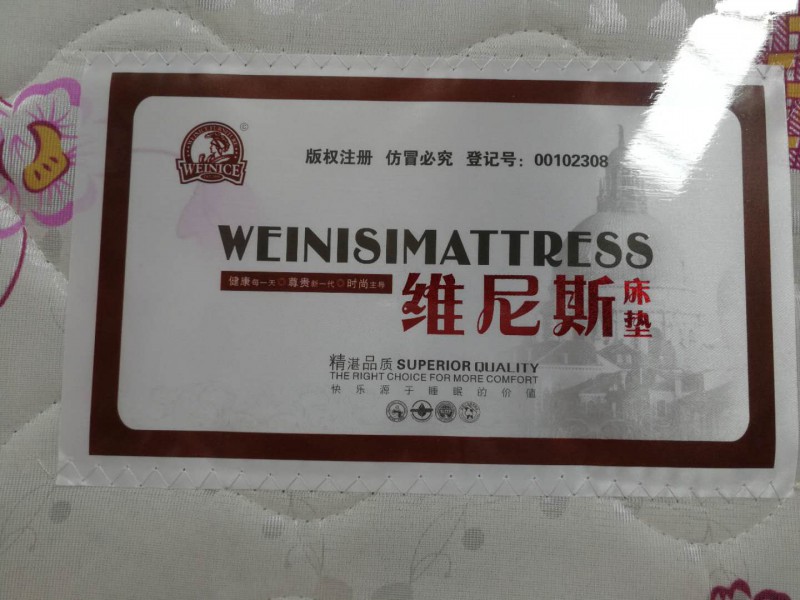 WEINICE
©
版权注册 仿冒必究 登记号：00102308
WEINISIMATTRESS
健康每一天 尊贵新一代 时尚主格
维尼斯床垫
精湛品质 SUPERIOR QUALITY
THE RIGHT CHOICE FOR MORE COMFORT
快乐源于睡眠的价值